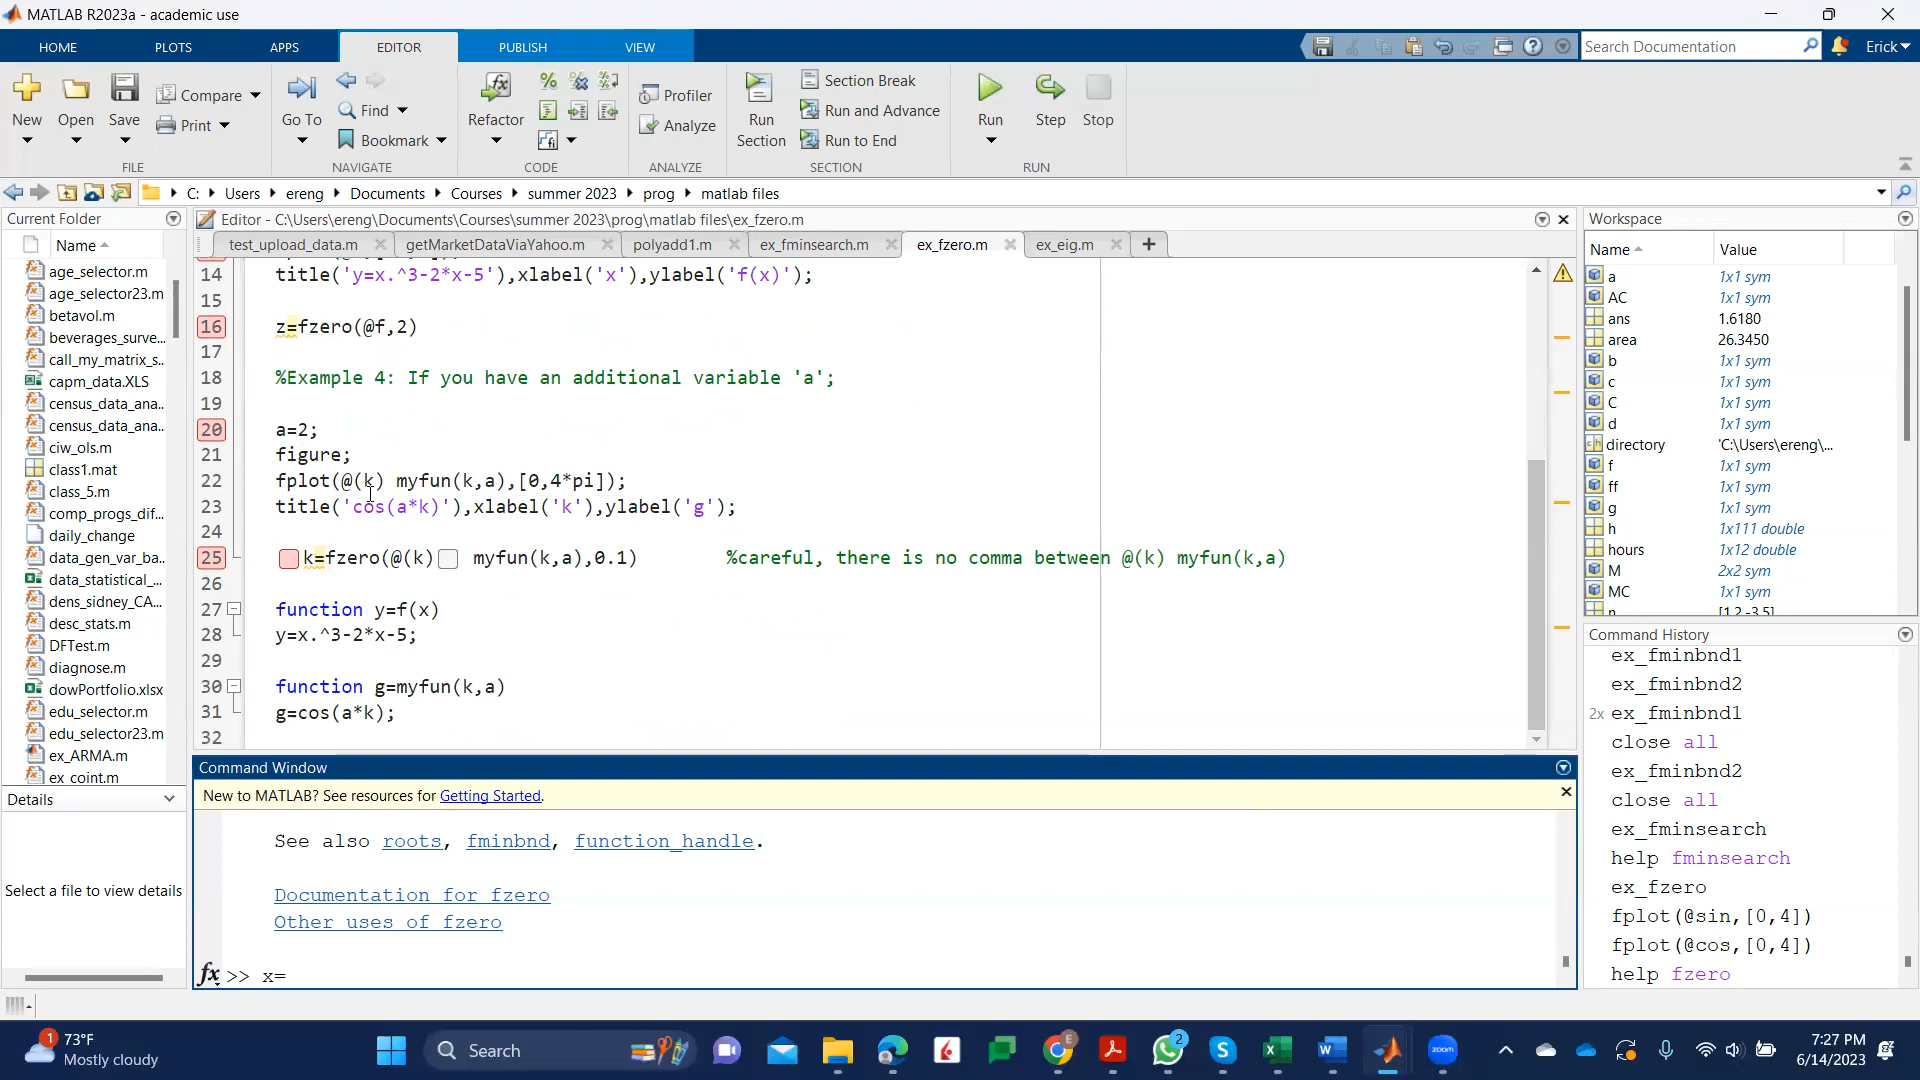 MATLAB R2023a - academic use
HOME PLOTS APPS EDITOR PUBLISH VIEW
Search Documentation
Erick
New Open Save Compare Print
FILE
Go To Find Bookmark
NAVIGATE
Refactor
CODE
Profiler Analyze
ANALYZE
Run Section Section Break Run and Advance Run to End
SECTION
Run Step Stop
RUN
C: Users ereng Documents Courses summer 2023 prog matlab files
Current Folder
Name
age_selector.m
age_selector23.m
betavol.m
beverages_surve...
call_my_matrix_s...
capm_data.XLS
census_data_ana...
census_data_ana...
ciw_ols.m
class1.mat
class_5.m
comp_progs_dif...
daily_change
data_gen_var_ba...
data_statistical_...
dens_sidney_CA...
desc_stats.m
DFTest.m
diagnose.m
dowPortfolio.xlsx
edu_selector.m
edu_selector23.m
ex_ARMA.m
ex_coint.m
Details
Select a file to view details
Editor - C:\Users\ereng\Documents\Courses\summer 2023\prog\matlab files\ex_fzero.m
test_upload_data.m getMarketDataViaYahoo.m polyadd1.m ex_fminsearch.m ex_fzero.m ex_eig.m
14 title('y=x.^3-2*x-5'),xlabel('x'),ylabel('f(x)');
15
16 z=fzero(@f,2)
17
18 %Example 4: If you have an additional variable 'a';
19
20 a=2;
21 figure;
22 fplot(@(k) myfun(k,a),[0,4*pi]);
23 title('cos(a*k)'),xlabel('k'),ylabel('g');
24
25 k=fzero(@(k) myfun(k,a),0.1) %careful, there is no comma between @(k) myfun(k,a)
26
27 function y=f(x)
28 y=x.^3-2*x-5;
29
30 function g=myfun(k,a)
31 g=cos(a*k);
32
Command Window
New to MATLAB? See resources for Getting Started.
See also roots, fminbnd, function_handle.
Documentation for fzero
Other uses of fzero
fx >> x=
Workspace
Name Value
a 1x1 sym
AC 1x1 sym
ans 1.6180
area 26.3450
b 1x1 sym
c 1x1 sym
C 1x1 sym
d 1x1 sym
directory 'C:\Users\ereng\...
f 1x1 sym
ff 1x1 sym
g 1x1 sym
h 1x111 double
hours 1x12 double
M 2x2 sym
MC 1x1 sym
n [1,2,-3,5]
Command History
ex_fminbnd1
ex_fminbnd2
2x ex_fminbnd1
close all
ex_fminbnd2
close all
ex_fminsearch
help fminsearch
ex_fzero
fplot(@sin,[0,4])
fplot(@cos,[0,4])
help fzero
1
73°F
Mostly cloudy
Search
2
zoom
7:27 PM
6/14/2023